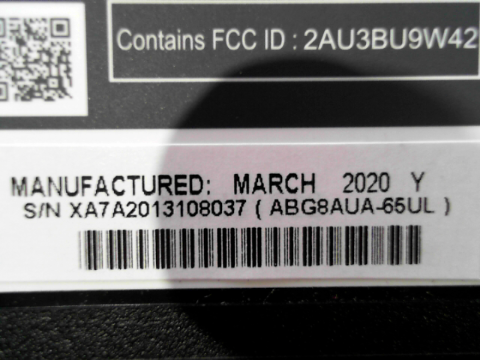 Contains FCC ID : 2AU3BU9W42
MANUFACTURED: MARCH 2020 Y
S/N XA7A2013108037 ( ABG8AUA-65UL )